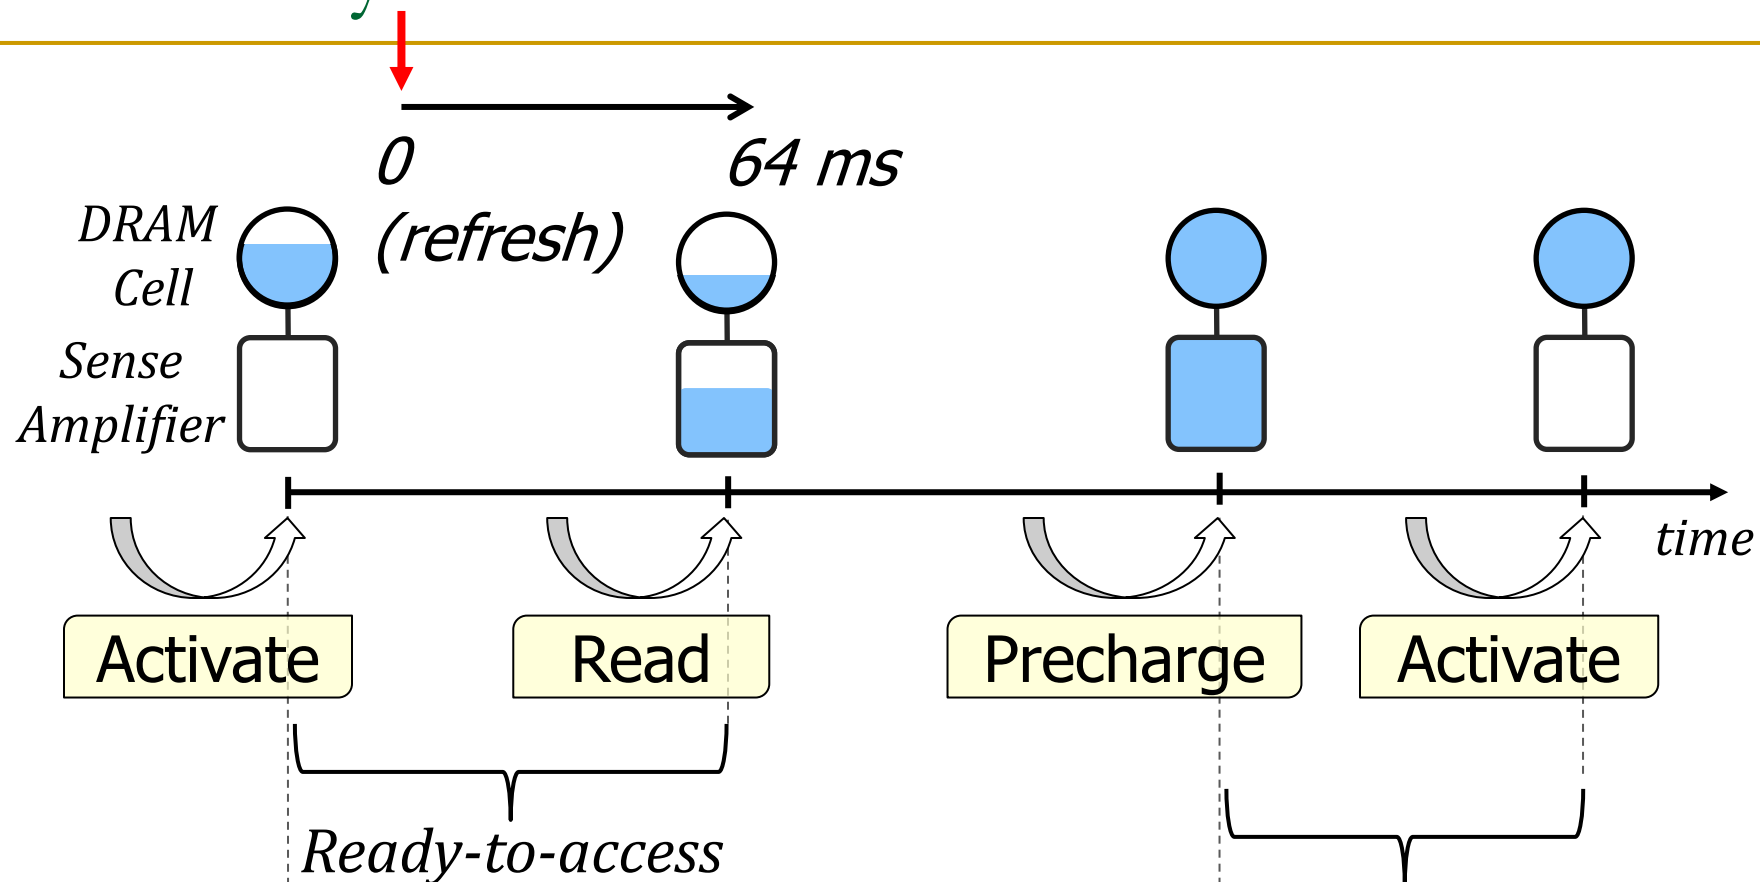 0
64 ms
(refresh)
DRAM
Cell
Sense
Amplifier
time
Activate
Read
Precharge
Activate
Ready-to-access